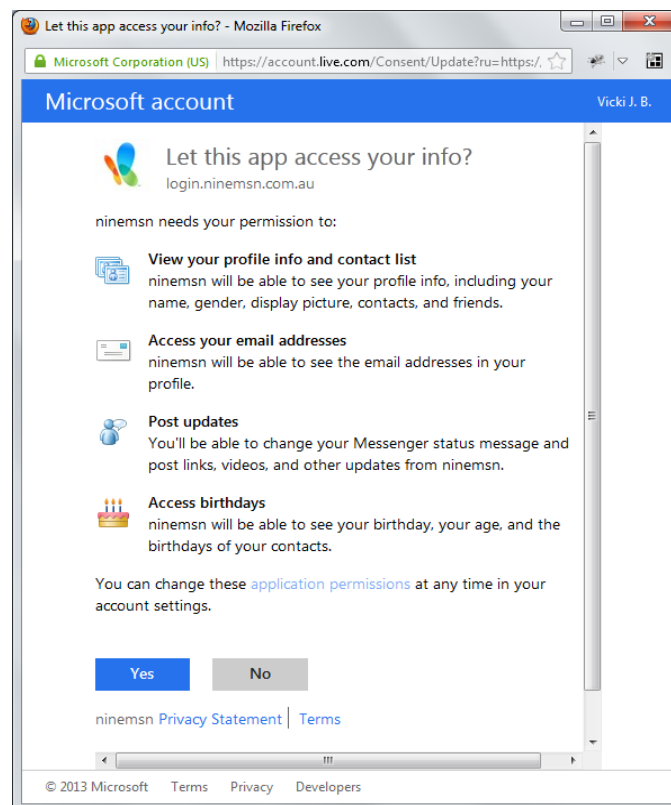 Let this app access your info? - Mozilla Firefox
Microsoft Corporation (US) https://account.live.com/Consent/Update?ru=https:/,
Microsoft account Vicki J. B.
Let this app access your info?
login.ninemsn.com.au
ninemsn needs your permission to:
View your profile info and contact list
ninemsn will be able to see your profile info, including your
name, gender, display picture, contacts, and friends.
Access your email addresses
ninemsn will be able to see the email addresses in your
profile.
Post updates
You'll be able to change your Messenger status message and
post links, videos, and other updates from ninemsn.
Access birthdays
ninemsn will be able to see your birthday, your age, and the
birthdays of your contacts.
You can change these application permissions at any time in your
account settings.
Yes No
ninemsn Privacy Statement | Terms
© 2013 Microsoft Terms Privacy Developers